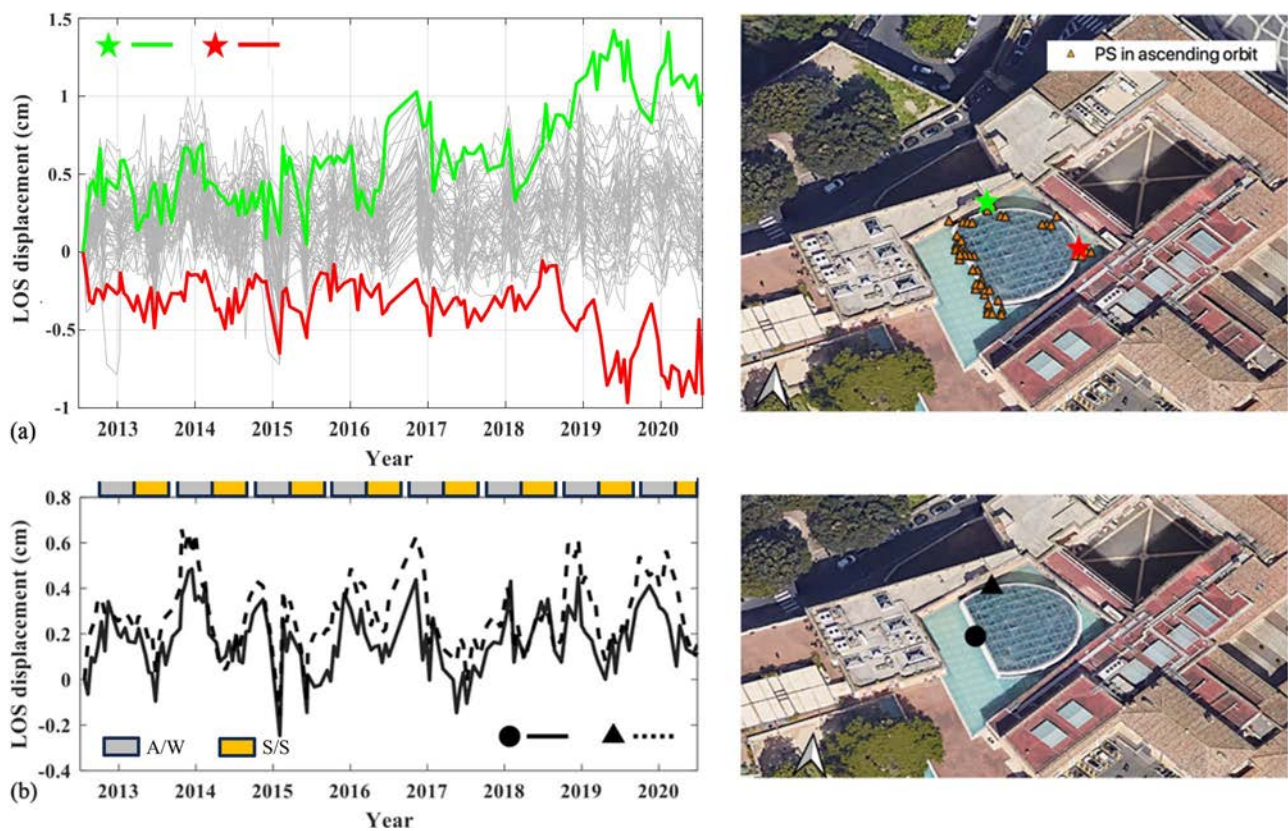 1.5
1
0.5
0
-0.5
-1
LOS displacement (cm)
2013 2014 2015 2016 2017 2018 2019 2020
Year
(a)
PS in ascending orbit
0.8
0.6
0.4
0.2
0
-0.2
-0.4
LOS displacement (cm)
A/W S/S
2013 2014 2015 2016 2017 2018 2019 2020
Year
(b)